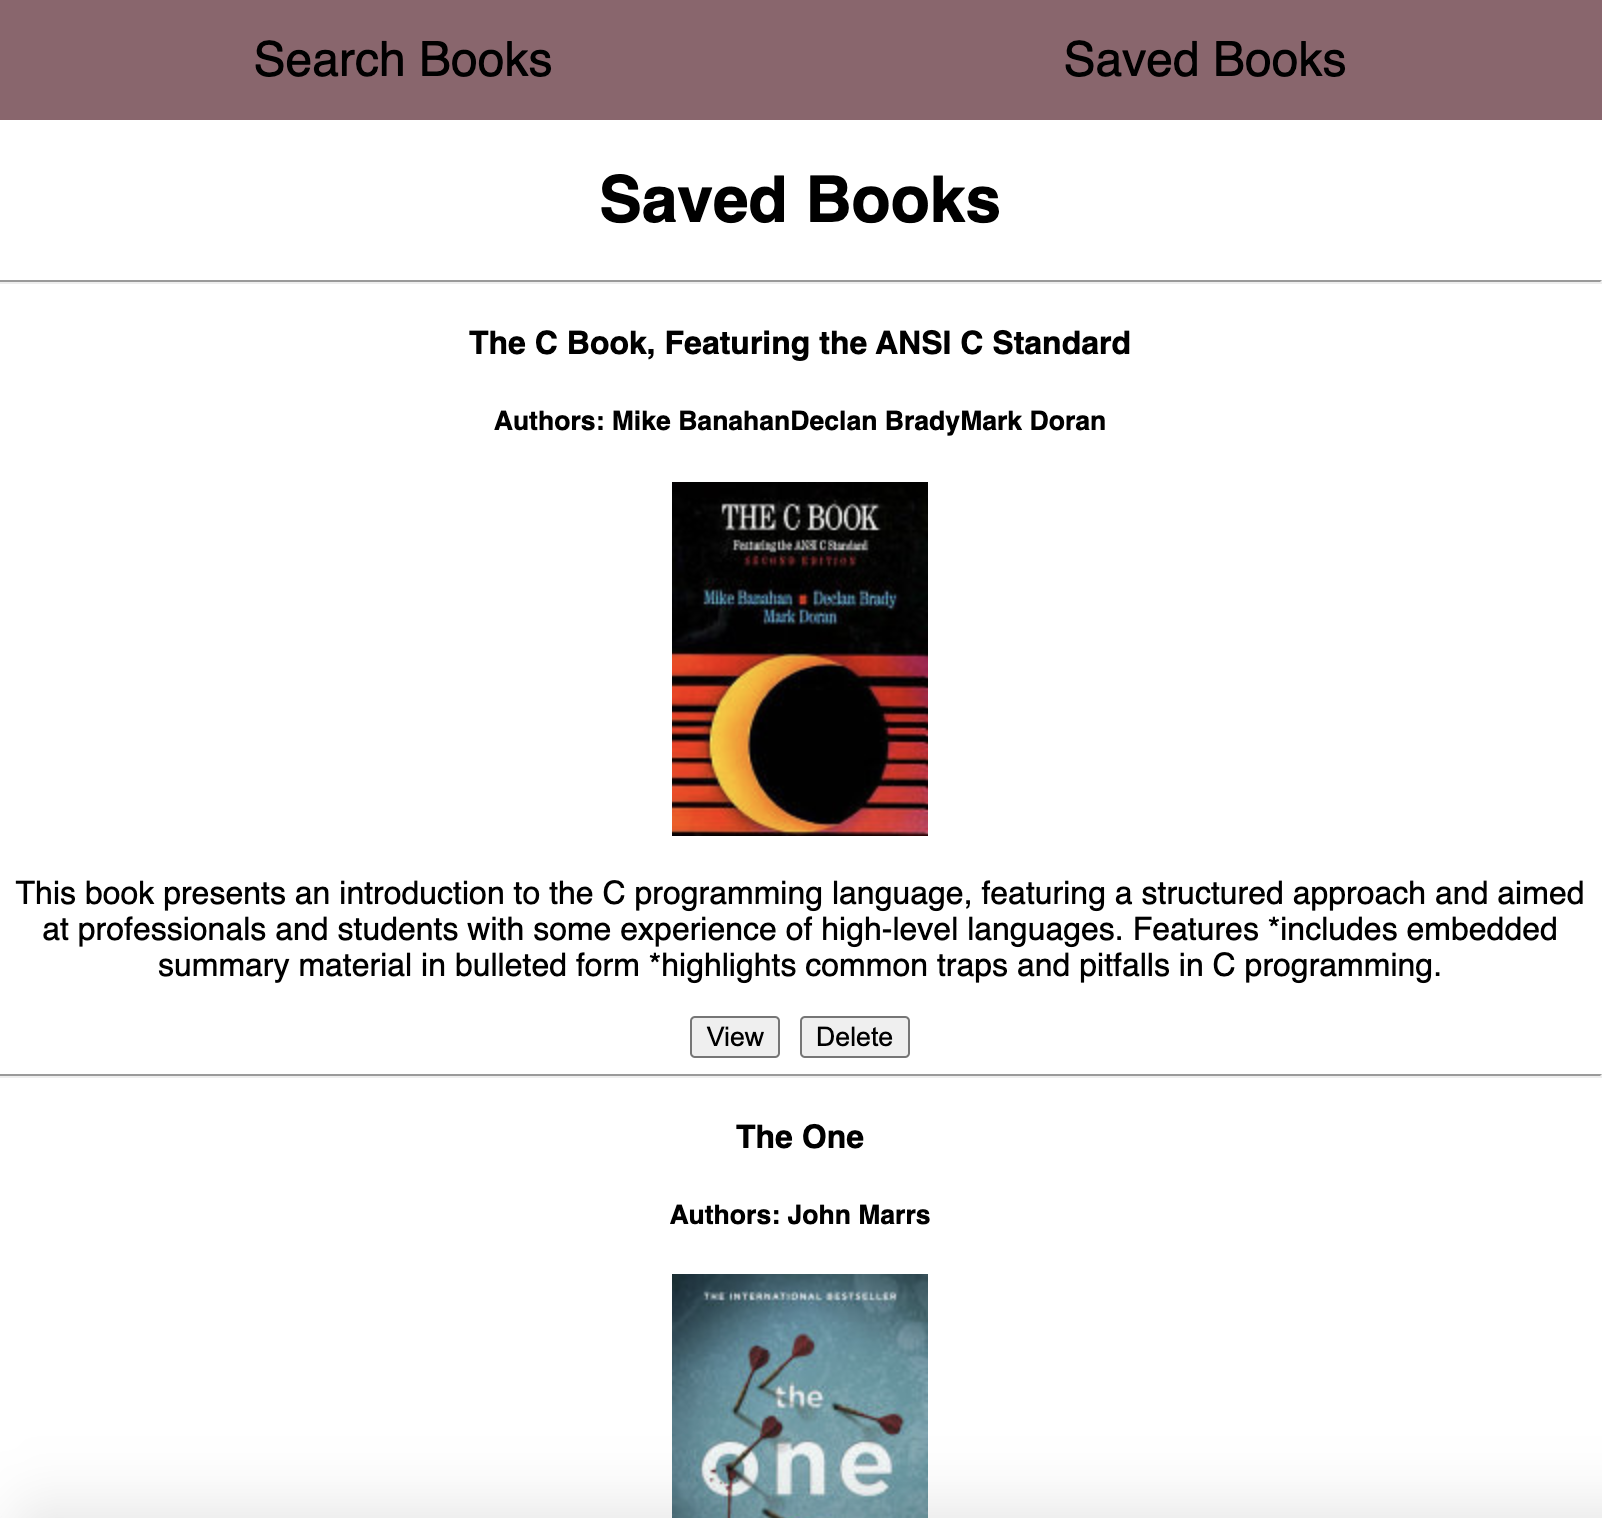 Search Books
Saved Books
Saved Books
The C Book, Featuring the ANSI C Standard
Authors: Mike BanahanDeclan BradyMark Doran
THE C BOOK
Featuring the ANSI C Standard
SECOND EDITION
Mike Banahan Declan Brady
Mark Doran
This book presents an introduction to the C programming language, featuring a structured approach and aimed
at professionals and students with some experience of high-level languages. Features *includes embedded
summary material in bulleted form *highlights common traps and pitfalls in C programming.
View
Delete
The One
Authors: John Marrs
THE INTERNATIONAL BESTSELLER
the
one